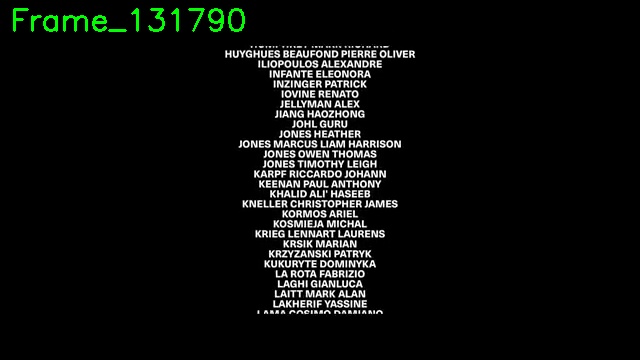 Frame_131790
HUYGHUES BEAUFOND PIERRE OLIVER
ILIOPOULOS ALEXANDRE
INFANTE ELEONORA
INZINGER PATRICK
IOVINE RENATO
JELLYMAN ALEX
JIANG HAOZHONG
JOHL GURU
JONES HEATHER
JONES MARCUS LIAM HARRISON
JONES OWEN THOMAS
JONES TIMOTHY LEIGH
KARPF RICCARDO JOHANN
KEENAN PAUL ANTHONY
KHALID ALI' HASEEB
KNELLER CHRISTOPHER JAMES
KORMOS ARIEL
KOSMIEJA MICHAL
KRIEG LENNART LAURENS
KRSIK MARIAN
KRZYZANSKI PATRYK
KUKURYTE DOMINYKA
LA ROTA FABRIZIO
LAGHI GIANLUCA
LAITT MARK ALAN
LAKHERIF YASSINE
LAMA COSIMO DAMIANO